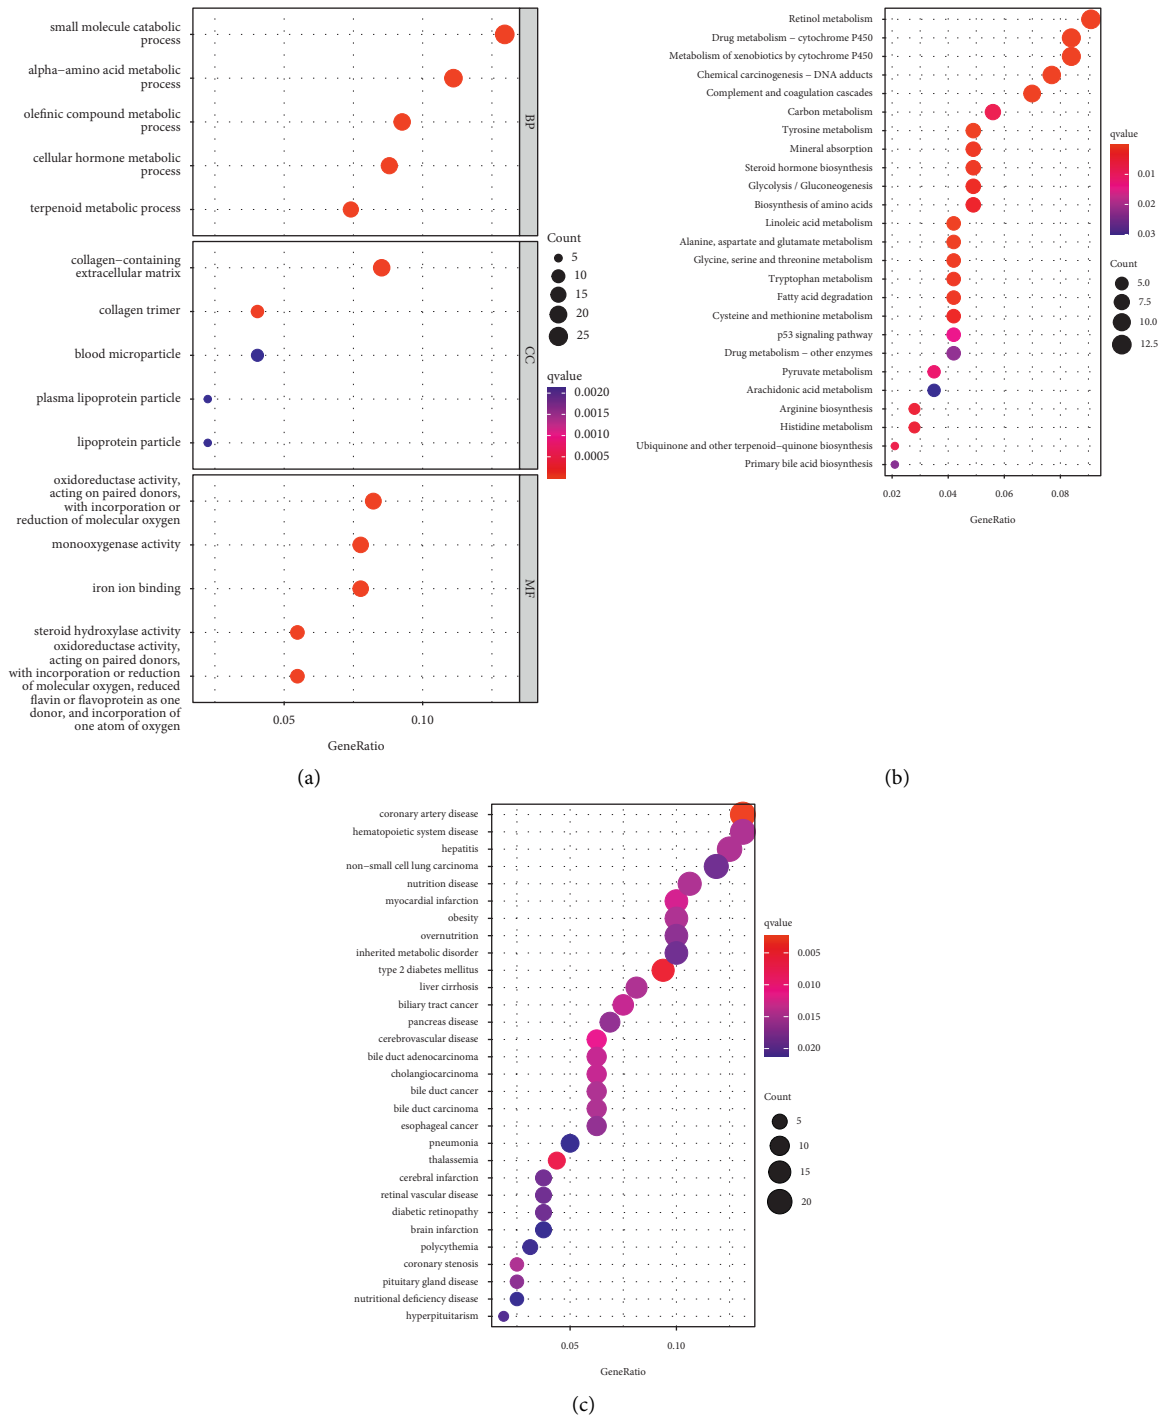 small molecule catabolic
process
alpha−amino acid metabolic
process
olefinic compound metabolic
process
cellular hormone metabolic
process
terpenoid metabolic process
BP
collagen−containing
extracellular matrix
collagen trimer
blood microparticle
plasma lipoprotein particle
lipoprotein particle
CC
oxidoreductase activity,
acting on paired donors,
with incorporation or
reduction of molecular oxygen
monooxygenase activity
iron ion binding
steroid hydroxylase activity
oxidoreductase activity,
acting on paired donors,
with incorporation or reduction
of molecular oxygen, reduced
flavin or flavoprotein as one
donor, and incorporation of
one atom of oxygen
MF
0.05 0.10
GeneRatio
Count
5
10
15
20
25
qvalue
0.0020
0.0015
0.0010
0.0005
(a)
Retinol metabolism
Drug metabolism − cytochrome P450
Metabolism of xenobiotics by cytochrome P450
Chemical carcinogenesis − DNA adducts
Complement and coagulation cascades
Carbon metabolism
Tyrosine metabolism
Mineral absorption
Steroid hormone biosynthesis
Glycolysis / Gluconeogenesis
Biosynthesis of amino acids
Linoleic acid metabolism
Alanine, aspartate and glutamate metabolism
Glycine, serine and threonine metabolism
Tryptophan metabolism
Fatty acid degradation
Cysteine and methionine metabolism
p53 signaling pathway
Drug metabolism − other enzymes
Pyruvate metabolism
Arachidonic acid metabolism
Arginine biosynthesis
Histidine metabolism
Ubiquinone and other terpenoid−quinone biosynthesis
Primary bile acid biosynthesis
0.02 0.04 0.06 0.08
GeneRatio
qvalue
0.01
0.02
0.03
Count
5.0
7.5
10.0
12.5
(b)
coronary artery disease
hematopoietic system disease
hepatitis
non−small cell lung carcinoma
nutrition disease
myocardial infarction
obesity
overnutrition
inherited metabolic disorder
type 2 diabetes mellitus
liver cirrhosis
biliary tract cancer
pancreas disease
cerebrovascular disease
bile duct adenocarcinoma
cholangiocarcinoma
bile duct cancer
bile duct carcinoma
esophageal cancer
pneumonia
thalassemia
cerebral infarction
retinal vascular disease
diabetic retinopathy
brain infarction
polycythemia
coronary stenosis
pituitary gland disease
nutritional deficiency disease
hyperpituitarism
0.05 0.10
GeneRatio
qvalue
0.005
0.010
0.015
0.020
Count
5
10
15
20
(c)